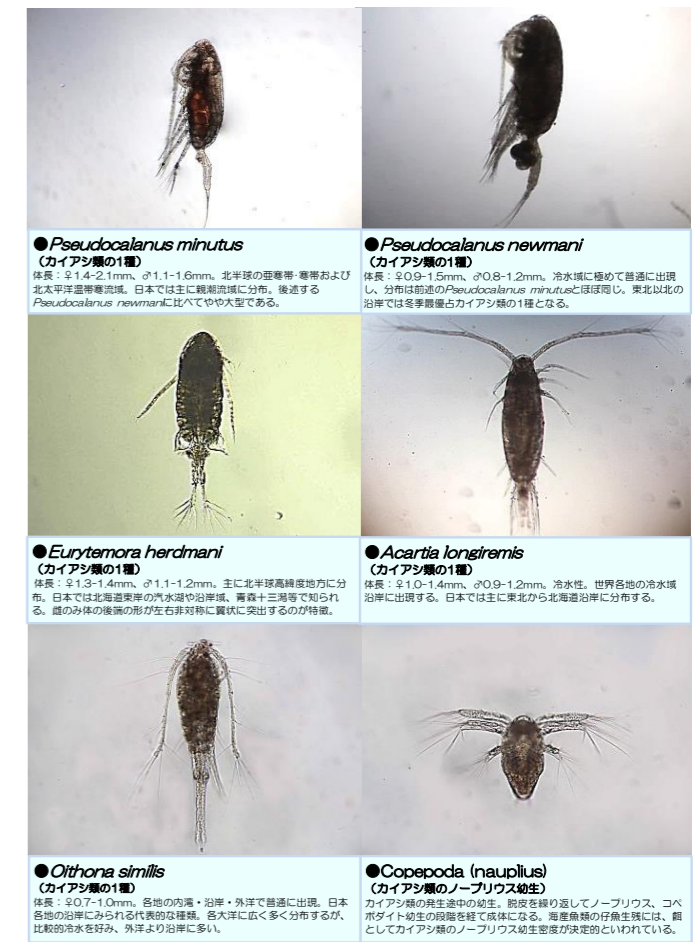 ●Pseudocalanus minutus
(カイアシ類の1種)
体長：♀1.4-2.1mm、♂1.1-1.6mm。北半球の亜寒帯・寒帯および
北太平洋温帯寒流域。日本では主に親潮流域に分布。後述する
Pseudocalanus newmaniに比べてやや大型である。
●Pseudocalanus newmani
(カイアシ類の1種)
体長：♀0.9-1.5mm、♂0.8-1.2mm。冷水域に極めて普通に出現
し、分布は前述のPseudocalanus minutusとほぼ同じ。東北以北の
沿岸では冬季最優占カイアシ類の1種となる。
●Eurytemora herdmani
(カイアシ類の1種)
体長：♀1.3-1.4mm、♂1.1-1.2mm。主に北半球高緯度地方に分
布。日本では北海道東岸の汽水湖や沿岸域、青森十三潟等で知られ
る。雌のみ体の後端の形が左右非対称に翼状に突出するのが特徴。
●Acartia longiremis
(カイアシ類の1種)
体長：♀1.0-1.4mm、♂0.9-1.2mm。冷水性。世界各地の冷水域
沿岸に出現する。日本では主に東北から北海道沿岸に分布する。
●Oithona similis
(カイアシ類の1種)
体長：♀0.7-1.0mm。各地の内湾・沿岸・外洋で普通に出現。日本
各地の沿岸にみられる代表的な種類。各大洋に広く多く分布するが、
比較的冷水を好み、外洋より沿岸に多い。
●Copepoda (nauplius)
(カイアシ類のノープリウス幼生)
カイアシ類の発生途中の幼生。脱皮を繰り返してノープリウス、コペ
ポダイト幼生の段階を経て成体になる。海産魚類の仔魚生残には、餌
としてカイアシ類のノープリウス幼生密度が決定的といわれている。